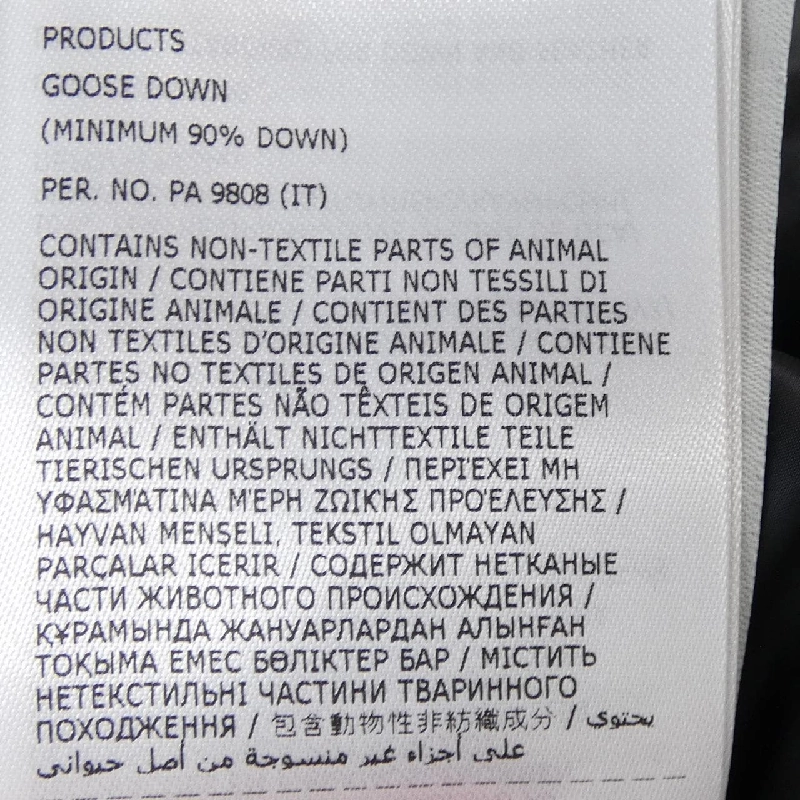 PRODUCTS
GOOSE DOWN
(MINIMUM 90% DOWN)
PER. NO. PA 9808 (IT)
CONTAINS NON-TEXTILE PARTS OF ANIMAL
ORIGIN / CONTIENE PARTI NON TESSILI DI
ORIGINE ANIMALE / CONTIENT DES PARTIES
NON TEXTILES D'ORIGINE ANIMALE / CONTIENE
PARTES NO TEXTILES DE ORIGEN ANIMAL /
CONTÉM PARTES NÃO TÊXTEIS DE ORIGEM
ANIMAL / ENTHÄLT NICHTTEXTILE TEILE
TIERISCHEN URSPRUNGS / ΠΕΡΙΈΧΕΙ ΜΗ
ΥΦΑΣΜΆΤΙΝΑ ΜΈΡΗ ΖΩΙΚΗΣ ΠΡΟΈΛΕΥΣΗΣ /
HAYVAN MENŞELI, TEKSTIL OLMAYAN
PARÇALAR ICERIR / СОДЕРЖИТ НЕТКАНЫЕ
ЧАСТИ ЖИВОТНОГО ПРОИСХОЖДЕНИЯ /
ҚҰРАМЫНДА ЖАНУАРЛАРДАН АЛЫНҒАН
ТОҚЫМА ЕМЕС БӨЛІКТЕР БАР / МІСТИТЬ
НЕТЕКСТИЛЬНІ ЧАСТИНИ ТВАРИННОГО
ПОХОДЖЕННЯ / 包含動物性非紡織成分 / يحتوي
على أجزاء غير منسوجة من أصل حيواني